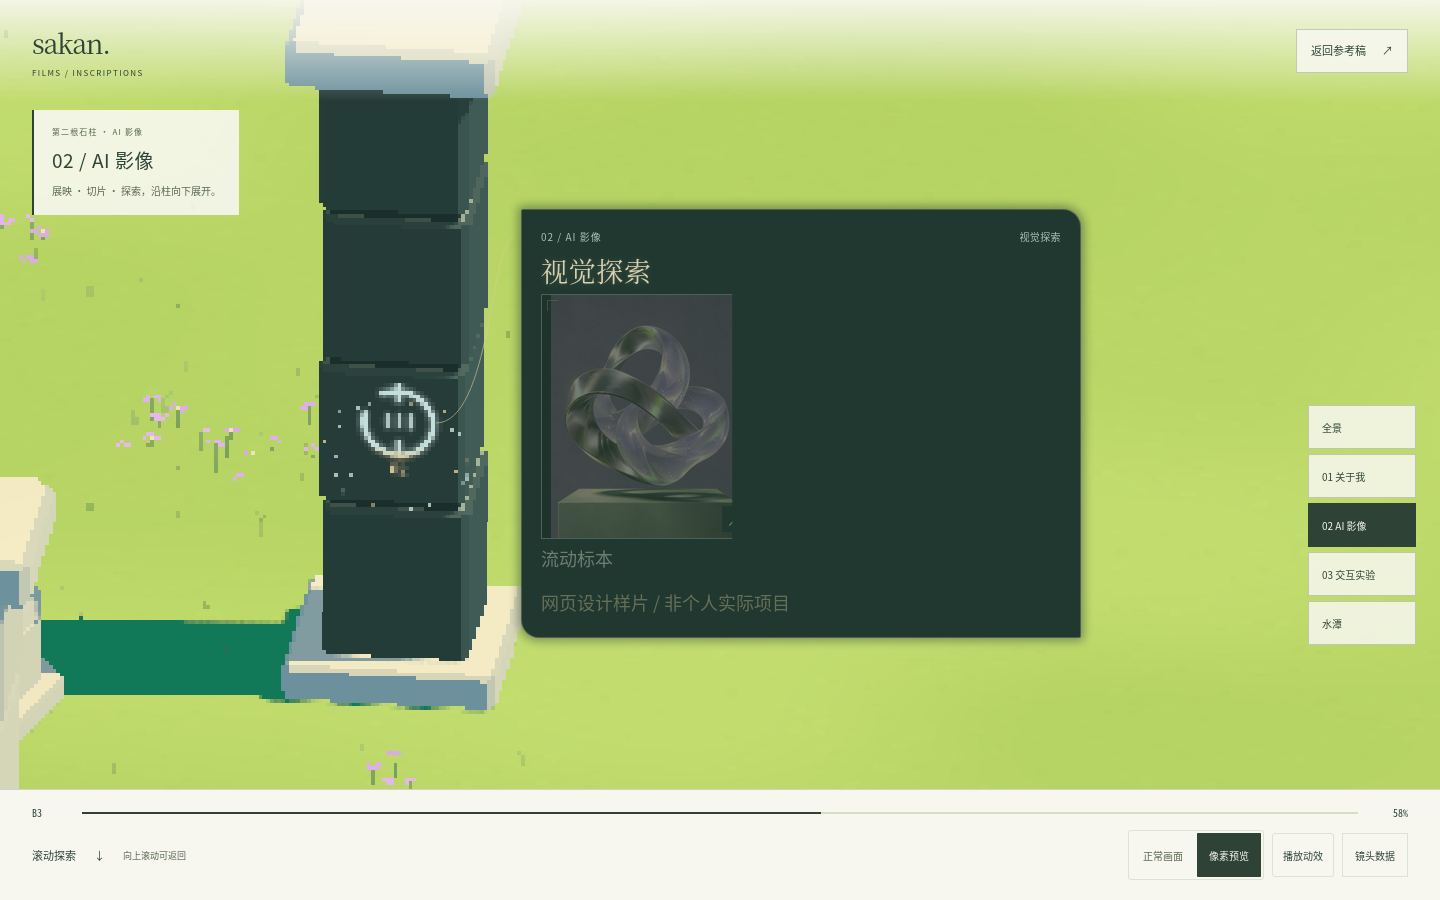 sakan.
FILMS / INSCRIPTIONS
返回参考稿 ↗
第二根石柱 · AI 影像
02 / AI 影像
展映 · 切片 · 探索，沿柱向下展开。
02 / AI 影像
视觉探索
视觉探索
流动标本
网页设计样片 / 非个人实际项目
全景
01 关于我
02 AI 影像
03 交互实验
水潭
B3
58%
滚动探索 ↓ 向上滚动可返回
正常画面
像素预览
播放动效
镜头数据